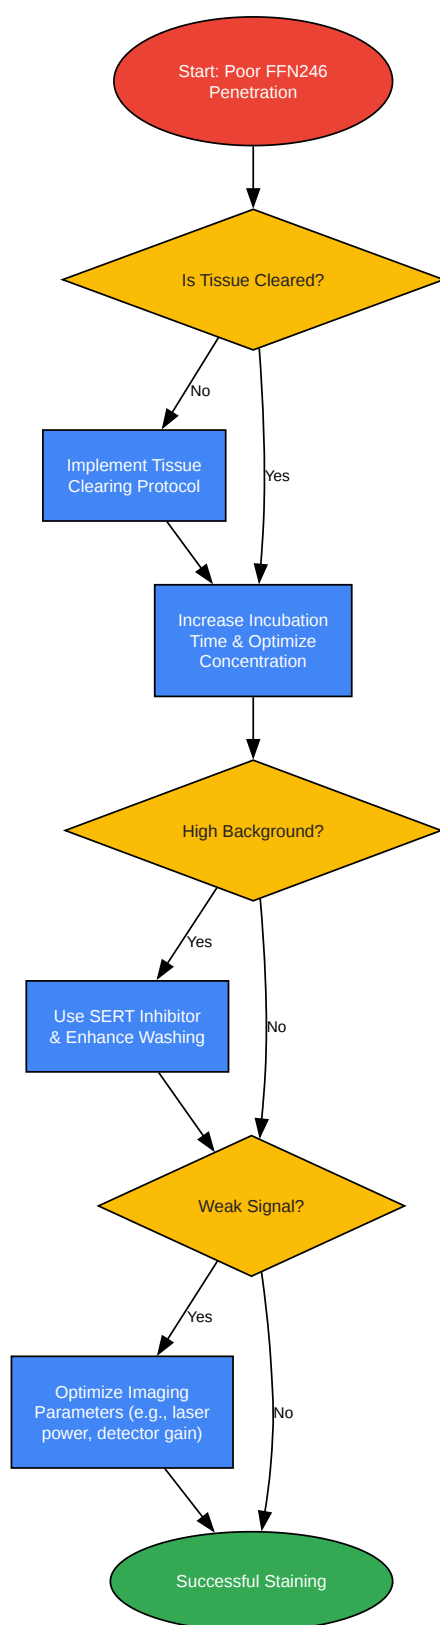 Start: Poor FFN246
Penetration
Is Tissue Cleared?
No
Yes
Implement Tissue
Clearing Protocol
Increase Incubation
Time & Optimize
Concentration
High Background?
Yes
No
Use SERT Inhibitor
& Enhance Washing
Weak Signal?
Yes
No
Optimize Imaging
Parameters (e.g., laser
power, detector gain)
Successful Staining